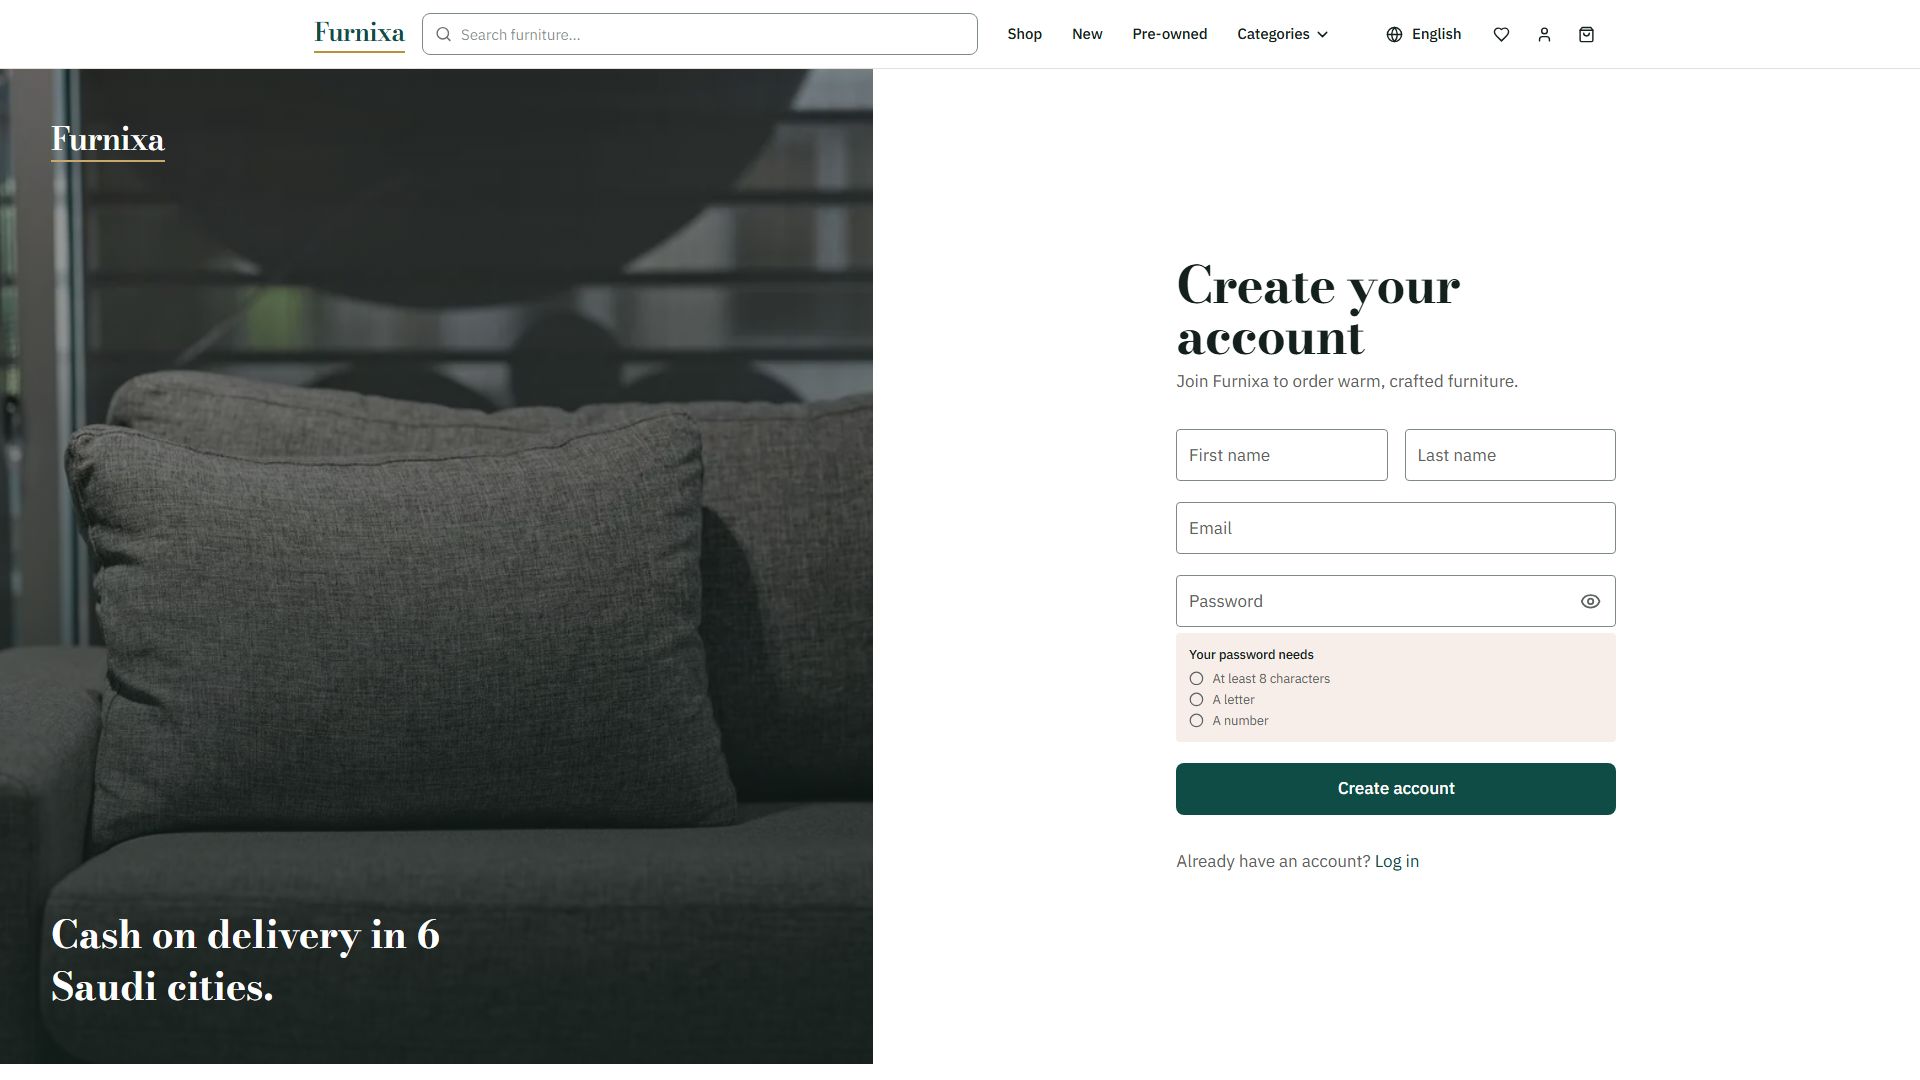 Furnixa
Search furniture...
Shop
New
Pre-owned
Categories
English
Furnixa
Cash on delivery in 6
Saudi cities.
Create your
account
Join Furnixa to order warm, crafted furniture.
First name
Last name
Email
Password
Your password needs
At least 8 characters
A letter
A number
Create account
Already have an account? Log in